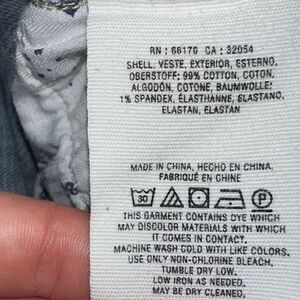 RN : 66170 CA : 32054
SHELL, VESTE, EXTERIOR, ESTERNO,
OBERSTOFF: 99% COTTON, COTON,
ALGODÓN, COTONE, BAUMWOLLE;
1% SPANDEX, ÉLASTHANNE, ELASTANO,
ELASTAN, ELASTAN
MADE IN CHINA, HECHO EN CHINA,
FABRIQUÉ EN CHINE
30 P
THIS GARMENT CONTAINS DYE WHICH
MAY DISCOLOR MATERIALS WITH WHICH
IT COMES IN CONTACT.
MACHINE WASH COLD WITH LIKE COLORS.
USE ONLY NON-CHLORINE BLEACH.
TUMBLE DRY LOW.
LOW IRON AS NEEDED.
MAY BE DRY CLEANED.